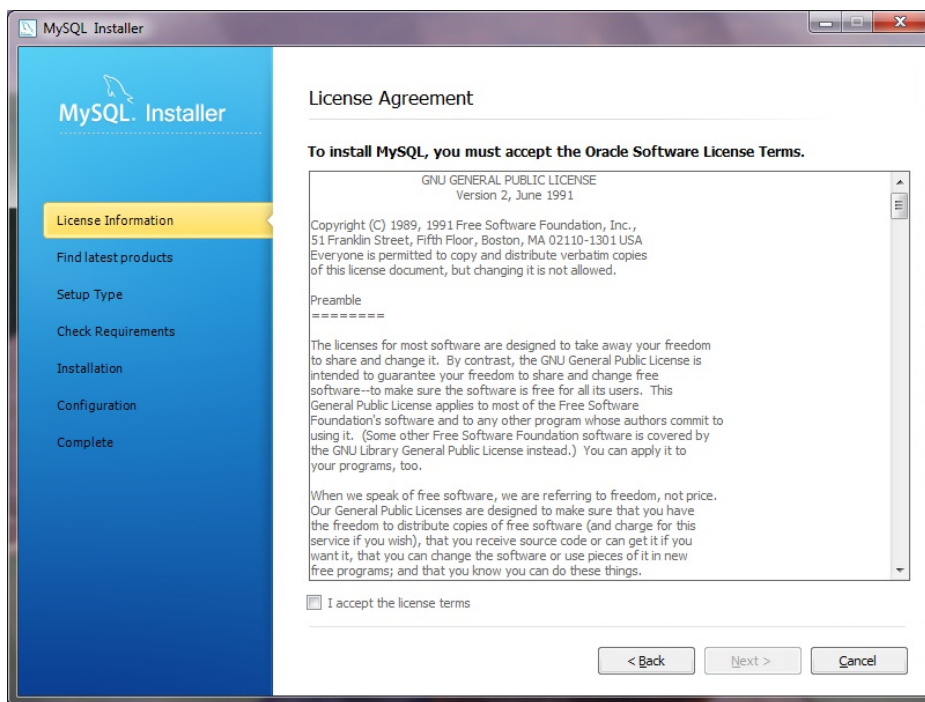 MySQL Installer
MySQL. Installer
License Information
Find latest products
Setup Type
Check Requirements
Installation
Configuration
Complete
License Agreement
To install MySQL, you must accept the Oracle Software License Terms.
GNU GENERAL PUBLIC LICENSE
Version 2, June 1991
Copyright (C) 1989, 1991 Free Software Foundation, Inc.,
51 Franklin Street, Fifth Floor, Boston, MA 02110-1301 USA
Everyone is permitted to copy and distribute verbatim copies
of this license document, but changing it is not allowed.
Preamble
========
The licenses for most software are designed to take away your freedom
to share and change it.  By contrast, the GNU General Public License is
intended to guarantee your freedom to share and change free
software--to make sure the software is free for all its users.  This
General Public License applies to most of the Free Software
Foundation's software and to any other program whose authors commit to
using it.  (Some other Free Software Foundation software is covered by
the GNU Library General Public License instead.)  You can apply it to
your programs, too.
When we speak of free software, we are referring to freedom, not price.
Our General Public Licenses are designed to make sure that you have
the freedom to distribute copies of free software (and charge for this
service if you wish), that you receive source code or can get it if you
want it, that you can change the software or use pieces of it in new
free programs; and that you know you can do these things.
I accept the license terms
< Back
Next >
Cancel